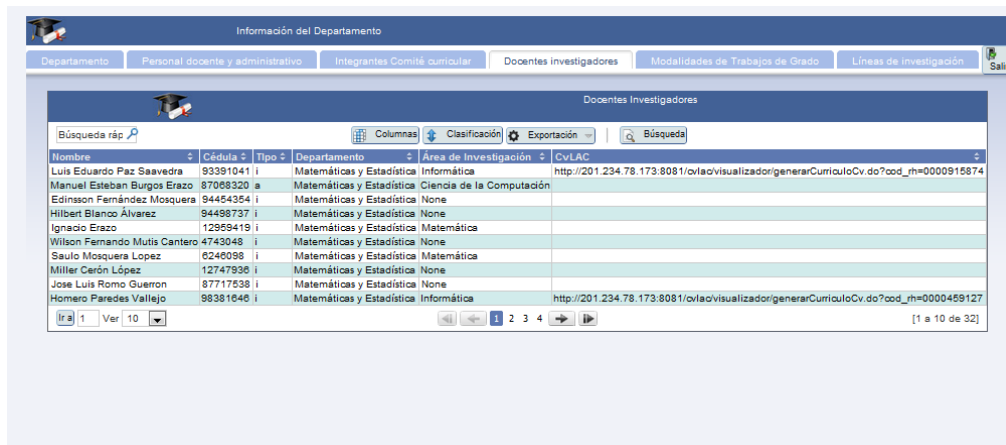 Información del Departamento
Departamento Personal docente y administrativo Integrantes Comité curricular Docentes investigadores Modalidades de Trabajos de Grado Líneas de investigación Sali
Docentes Investigadores
Búsqueda ráp Columnas Clasificación Exportación Búsqueda
Nombre Cédula Tipo Departamento Área de Investigación CvLAC
Luis Eduardo Paz Saavedra 93391041 i Matemáticas y Estadística Informática http://201.234.78.173:8081/cvlac/visualizador/generarCurriculoCv.do?cod_rh=0000915874
Manuel Esteban Burgos Erazo 87068320 a Matemáticas y Estadística Ciencia de la Computación
Edinsson Fernández Mosquera 94454354 i Matemáticas y Estadística None
Hilbert Blanco Álvarez 94498737 i Matemáticas y Estadística None
Ignacio Erazo 12959419 i Matemáticas y Estadística Matemática
Wilson Fernando Mutis Cantero 4743048 i Matemáticas y Estadística None
Saulo Mosquera Lopez 6246098 i Matemáticas y Estadística Matemática
Miller Cerón López 12747936 i Matemáticas y Estadística None
Jose Luis Romo Guerron 87717538 i Matemáticas y Estadística None
Homero Paredes Vallejo 98381646 i Matemáticas y Estadística Informática http://201.234.78.173:8081/cvlac/visualizador/generarCurriculoCv.do?cod_rh=0000459127
Ir a 1 Ver 10 1 2 3 4 [1 a 10 de 32]